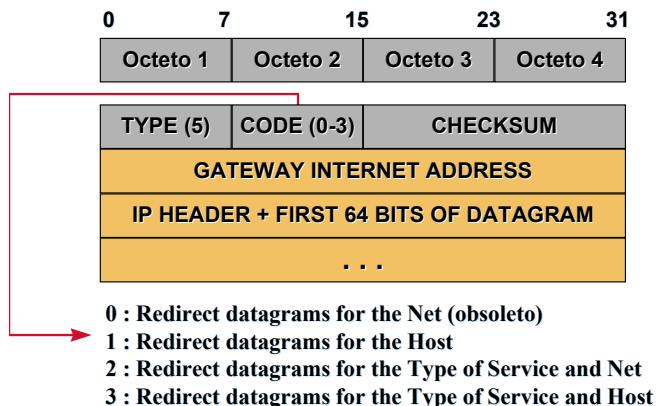 0 7 15 23 31
Octeto 1 Octeto 2 Octeto 3 Octeto 4
TYPE (5) CODE (0-3) CHECKSUM
GATEWAY INTERNET ADDRESS
IP HEADER + FIRST 64 BITS OF DATAGRAM
. . .
0 : Redirect datagrams for the Net (obsoleto)
1 : Redirect datagrams for the Host
2 : Redirect datagrams for the Type of Service and Net
3 : Redirect datagrams for the Type of Service and Host